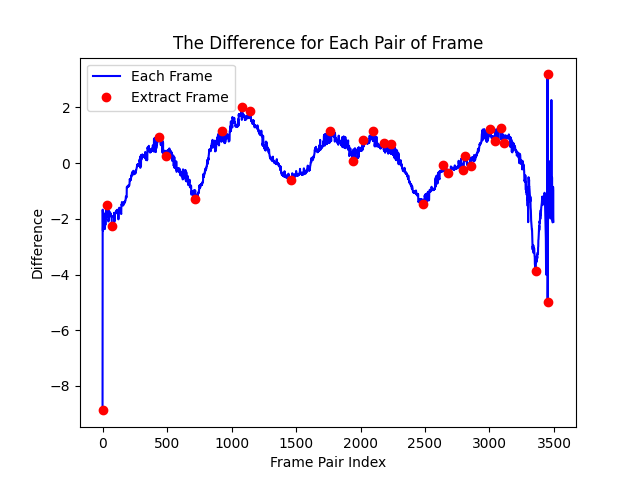 The Difference for Each Pair of Frame
Each Frame
Extract Frame
2
0
−2
−4
−6
−8
Difference
0 500 1000 1500 2000 2500 3000 3500
Frame Pair Index